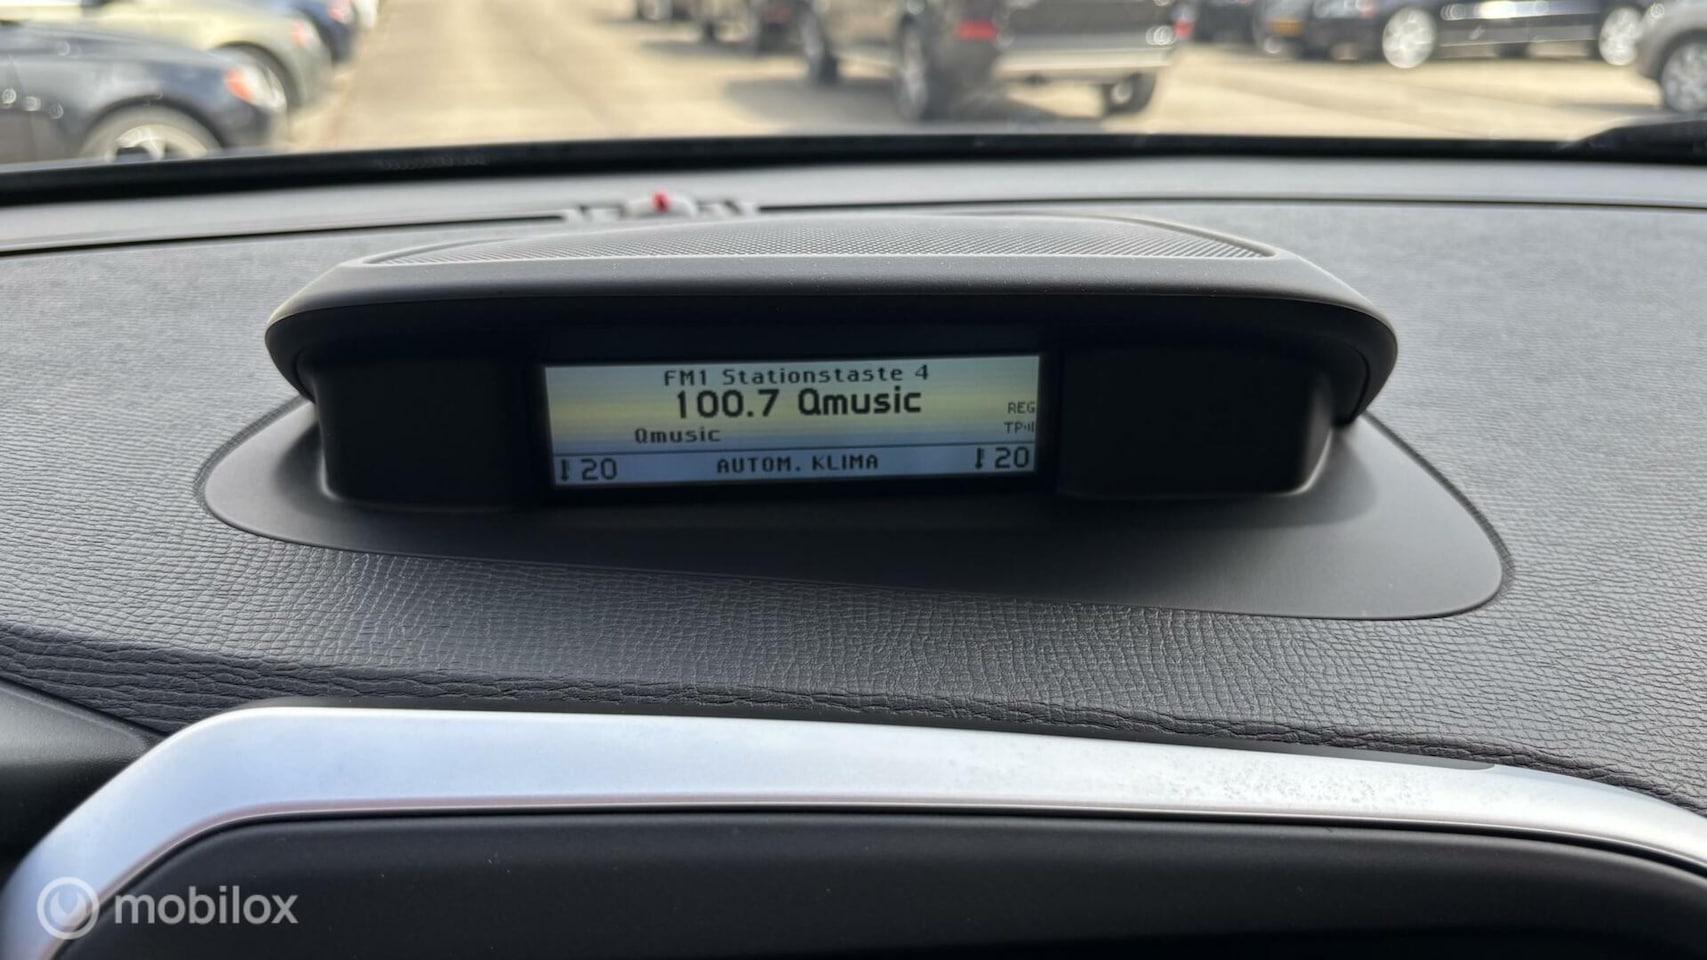 FM1 Stationstaste 4
100.7 Qmusic
REG
Qmusic
TP
20 AUTOM. KLIMA 20
mobilox